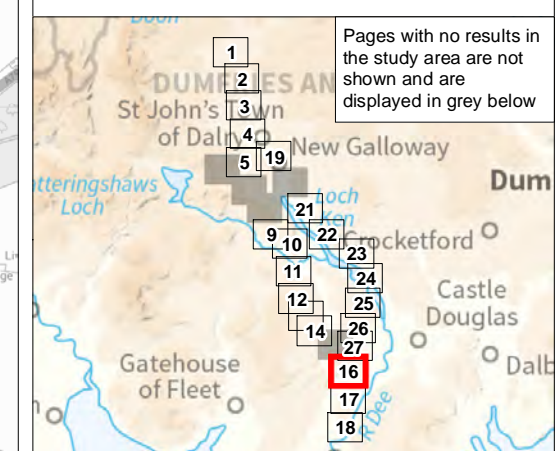 Doon
Pages with no results in
the study area are not
shown and are
displayed in grey below
1
2
3
4
5
19
DUMFRIES AN
St John's Town
of Dalry
New Galloway
atteringshaws
Loch
Loch
Ken
Dum
21
9
10
22
Crocketford
23
11
24
12
25
Castle
Douglas
14
26
27
Gatehouse
of Fleet
16
Dalb
17
18
R Dee